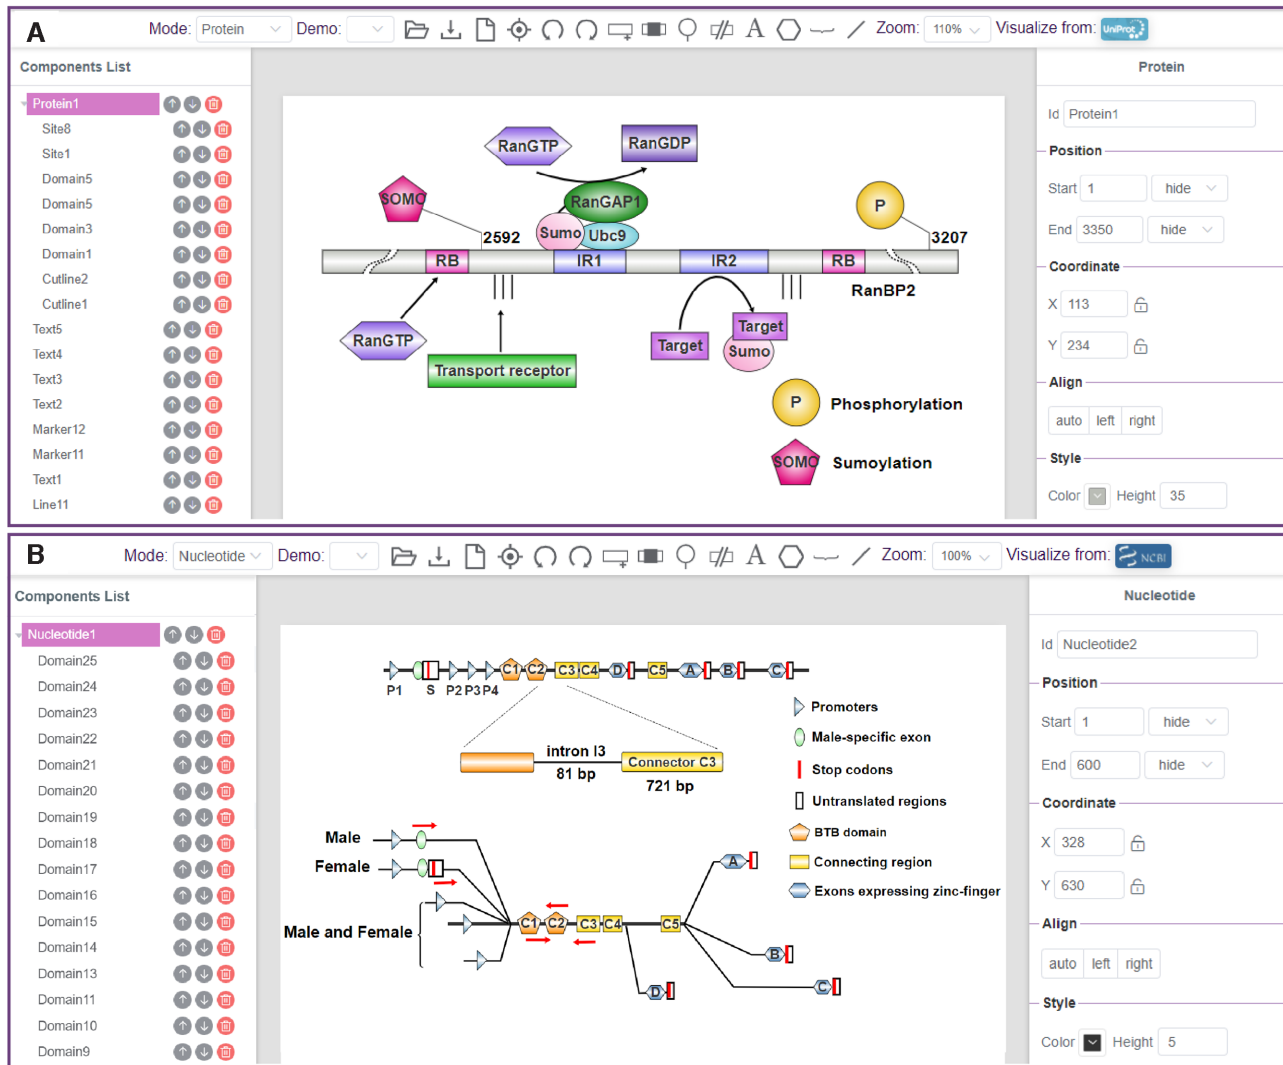 A
Mode: Protein Demo: Zoom: 110% Visualize from: UniProt
Components List
Protein1
Site8
Site1
Domain5
Domain5
Domain3
Domain1
Cutline2
Cutline1
Text5
Text4
Text3
Text2
Marker12
Marker11
Text1
Line11
RanGTP
RanGDP
SOMO
RanGAP1
Sumo
Ubc9
P
2592
3207
RB
IR1
IR2
RB
RanBP2
RanGTP
Transport receptor
Target
Target
Sumo
P Phosphorylation
SOMO Sumoylation
Protein
Id Protein1
Position
Start 1 hide
End 3350 hide
Coordinate
X 113
Y 234
Align
auto left right
Style
Color Height 35
B
Mode: Nucleotide Demo: Zoom: 100% Visualize from: NCBI
Components List
Nucleotide1
Domain25
Domain24
Domain23
Domain22
Domain21
Domain20
Domain19
Domain18
Domain17
Domain16
Domain15
Domain14
Domain13
Domain11
Domain10
Domain9
C1 C2 C3 C4 D C5 A B C
P1 S P2 P3 P4
intron I3
81 bp
Connector C3
721 bp
Promoters
Male-specific exon
Stop codons
Untranslated regions
BTB domain
Connecting region
Exons expressing zinc-finger
Male
Female
Male and Female
C1 C2 C3 C4 C5
A
B
C
D
Nucleotide
Id Nucleotide2
Position
Start 1 hide
End 600 hide
Coordinate
X 328
Y 630
Align
auto left right
Style
Color Height 5